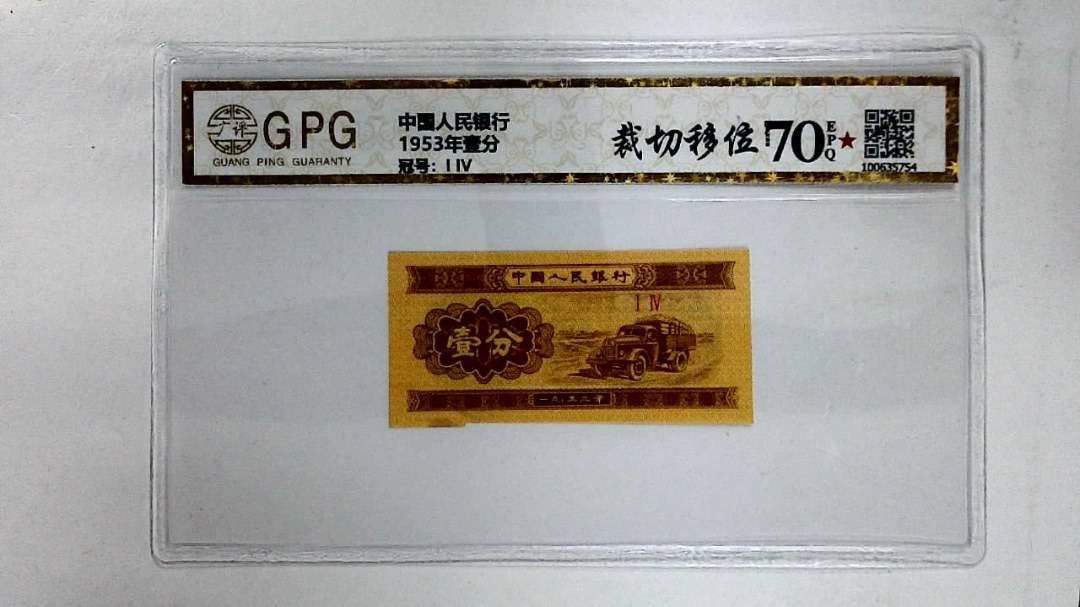 广评
GPG
GUANG PING GUARANTY
中国人民银行
1953年壹分
冠号：I IV
裁切移位
70
EPQ
★
100635754
中國人民銀行
I IV
壹分
一九五三年